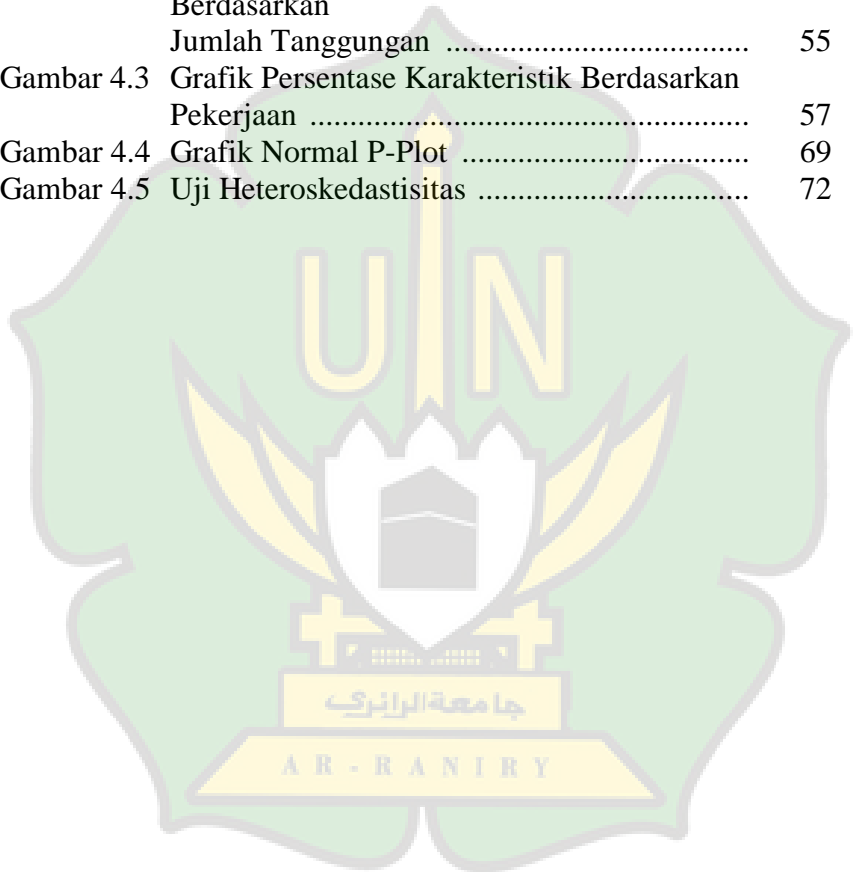 Berdasarkan
Jumlah Tanggungan ...................................... 55
Gambar 4.3 Grafik Persentase Karakteristik Berdasarkan
Pekerjaan ....................................................... 57
Gambar 4.4 Grafik Normal P-Plot .................................... 69
Gambar 4.5 Uji Heteroskedastisitas .................................. 72
UIN
جامعة الرانري
AR-RANIRY